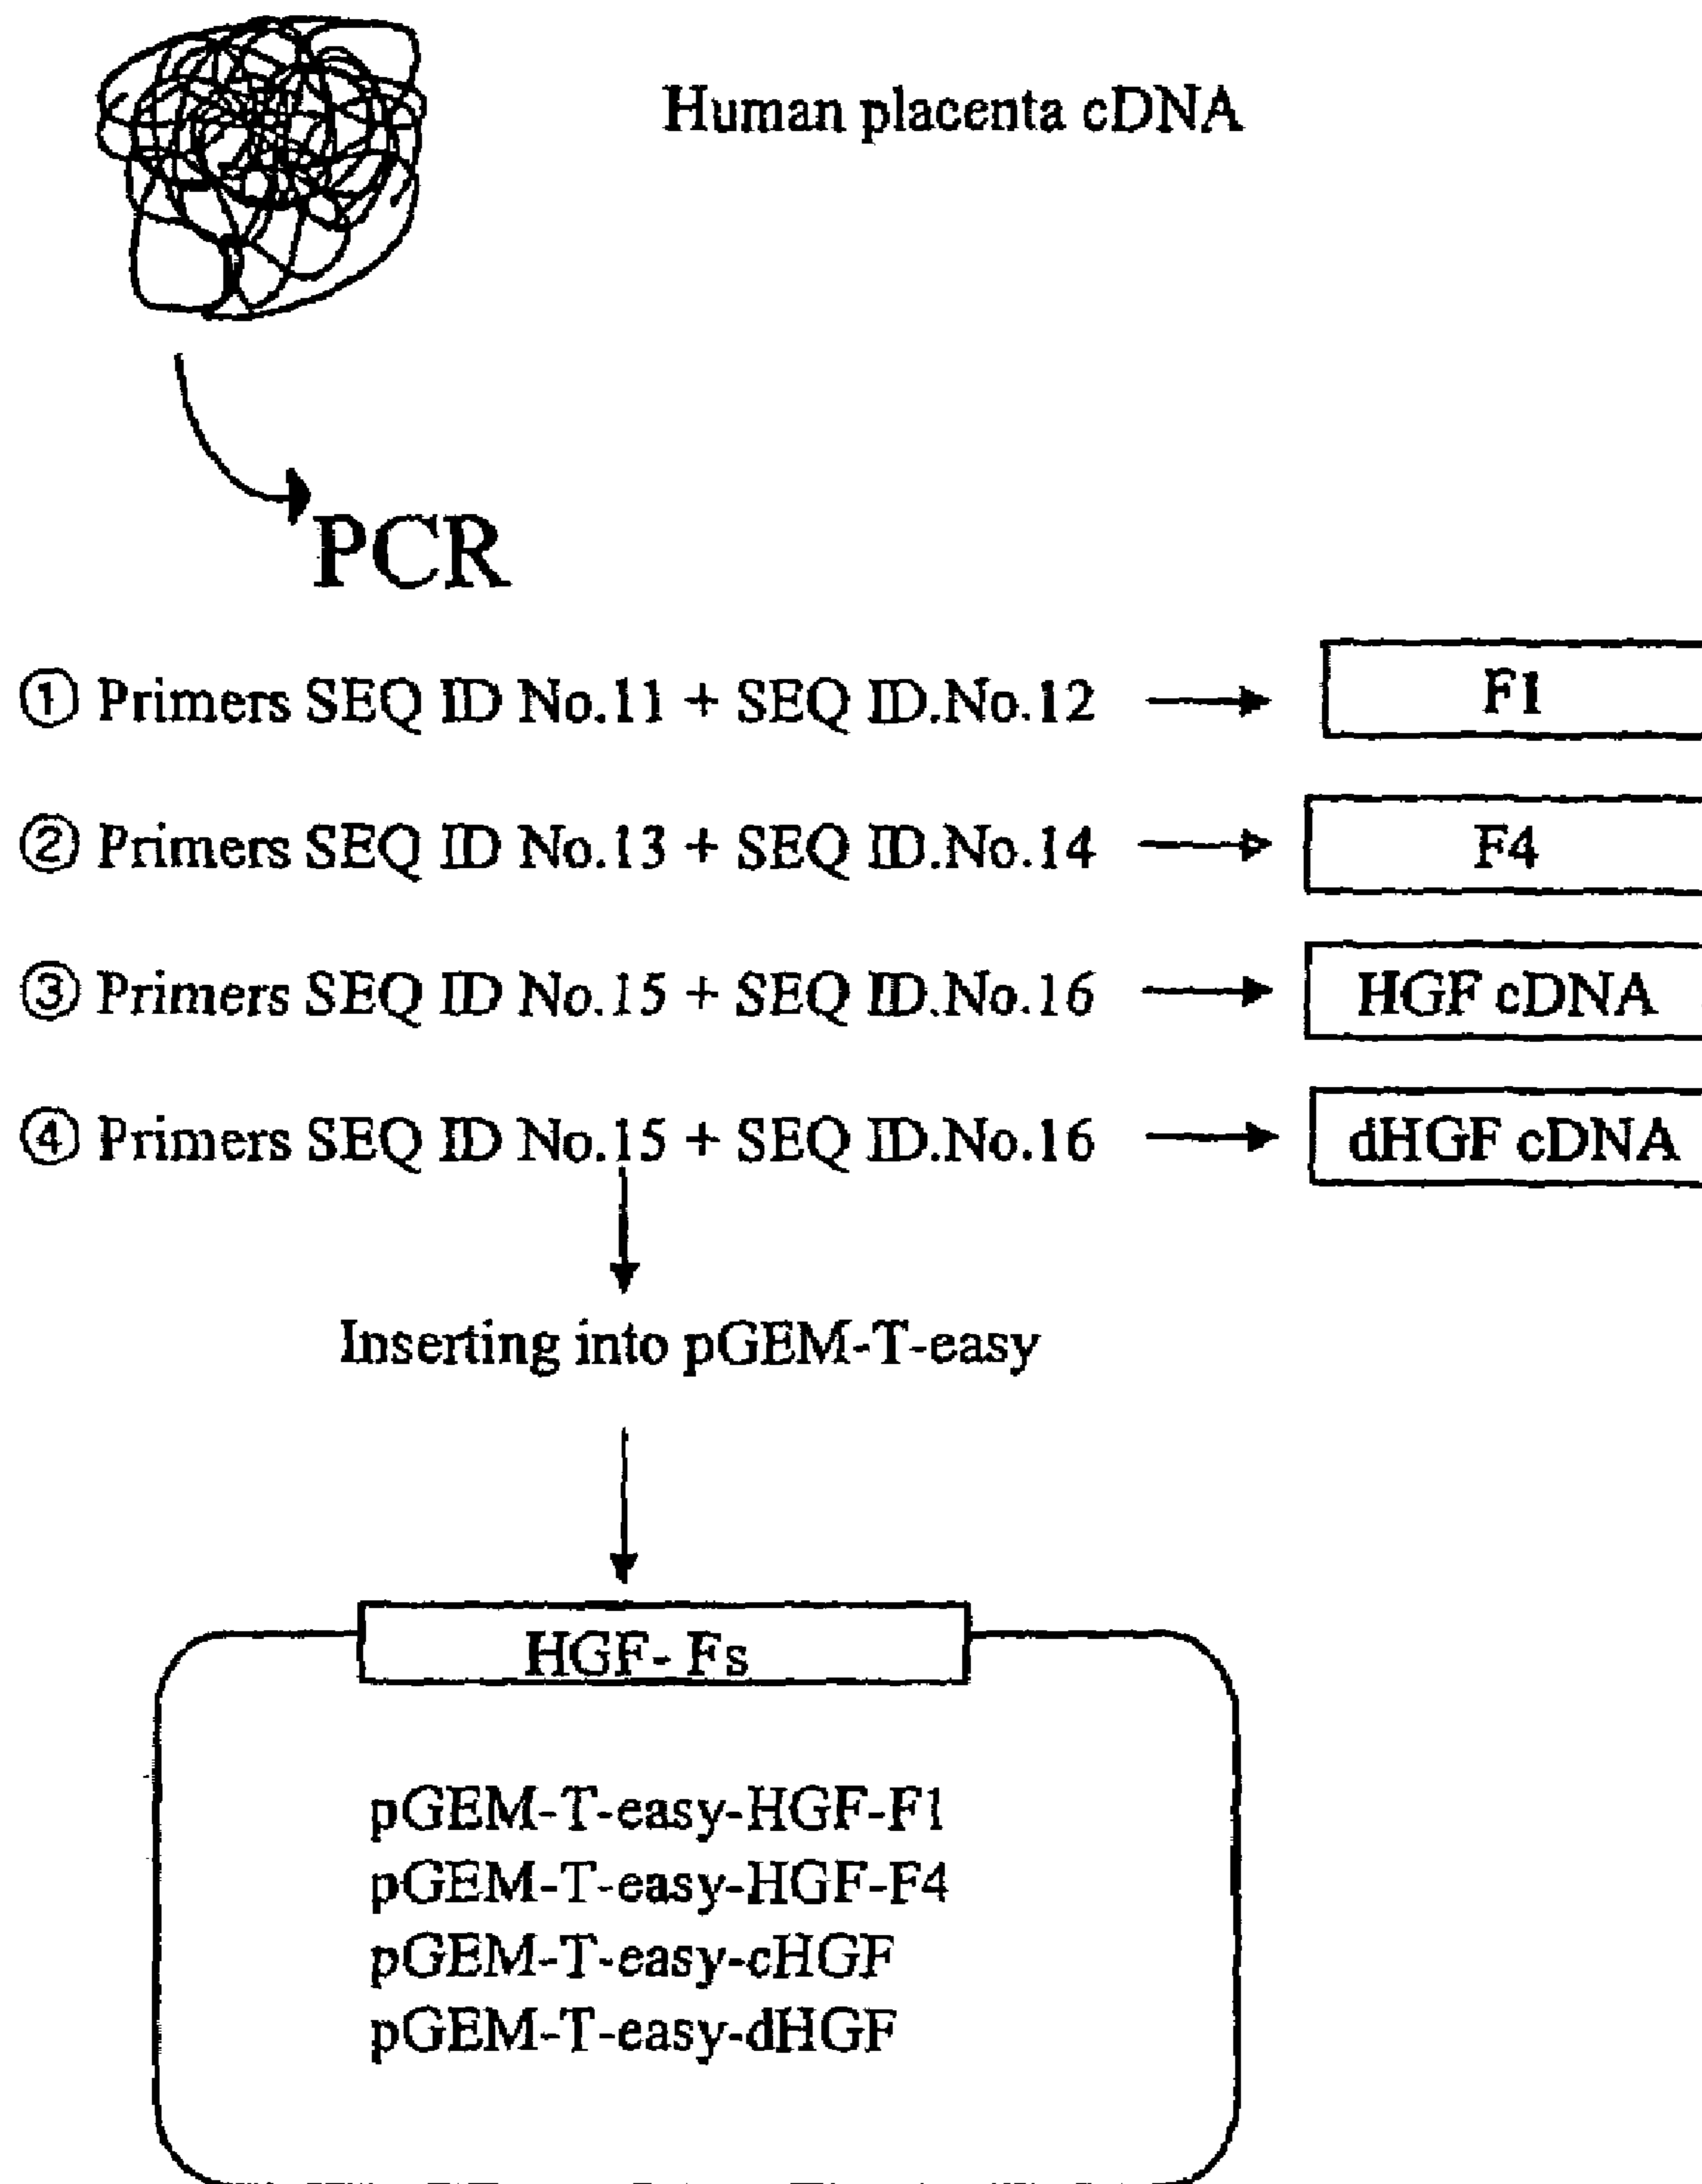 Human placenta cDNA
PCR
① Primers SEQ ID No.11 + SEQ ID.No.12
F1
② Primers SEQ ID No.13 + SEQ ID.No.14
F4
③ Primers SEQ ID No.15 + SEQ ID.No.16
HGF cDNA
④ Primers SEQ ID No.15 + SEQ ID.No.16
dHGF cDNA
Inserting into pGEM-T-easy
HGF- Fs
pGEM-T-easy-HGF-F1
pGEM-T-easy-HGF-F4
pGEM-T-easy-cHGF
pGEM-T-easy-dHGF